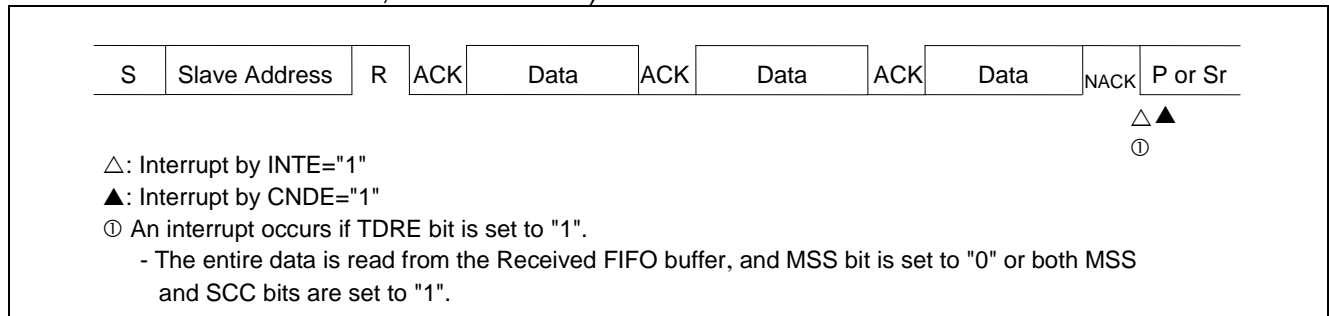 S Slave Address R ACK Data ACK Data ACK Data NACK P or Sr
△▲
①
△: Interrupt by INTE="1"
▲: Interrupt by CNDE="1"
① An interrupt occurs if TDRE bit is set to "1".
- The entire data is read from the Received FIFO buffer, and MSS bit is set to "0" or both MSS
and SCC bits are set to "1".